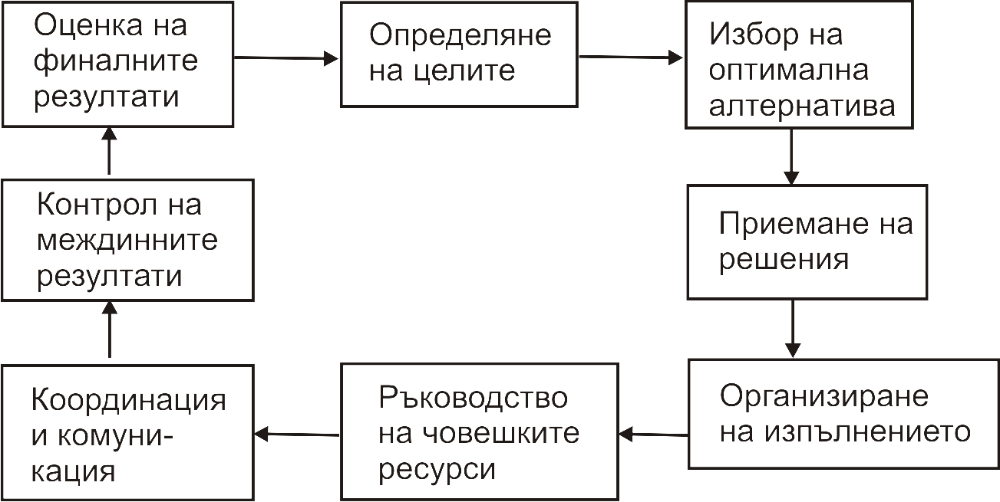 Оценка на
финалните
резултати
Определяне
на целите
Избор на
оптимална
алтернатива
Контрол на
междинните
резултати
Приемане на
решения
Координация
и комуни-
кация
Ръководство
на човешките
ресурси
Организиране
на изпълнението